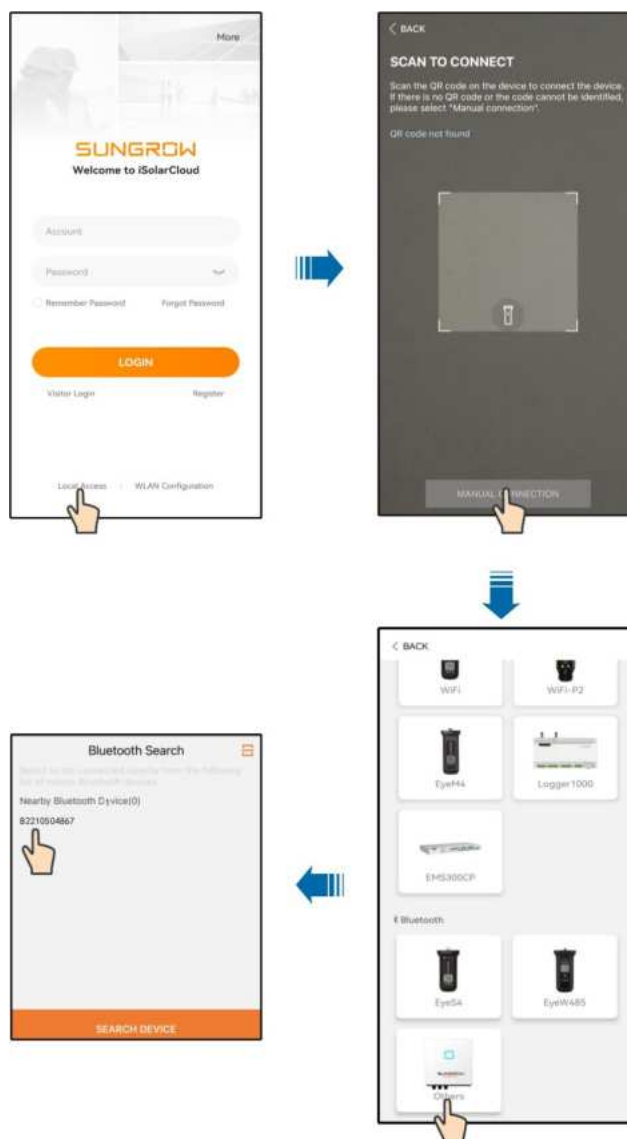 More
SUNGROW
Welcome to iSolarCloud
Account
Password
Remember Password Forgot Password
LOGIN
Visitor Login Register
Local Access | WLAN Configuration
< BACK
SCAN TO CONNECT
Scan the QR code on the device to connect the device.
If there is no QR code or the code cannot be identified,
please select "Manual connection".
QR code not found
MANUAL CONNECTION
< BACK
WiFi WiFi-P2
EyeM4 Logger1000
EMS300CP
Bluetooth
EyeS4 EyeW485
SUNGROW
Others
Bluetooth Search
Nearby Bluetooth Device(0)
B2210504867
SEARCH DEVICE